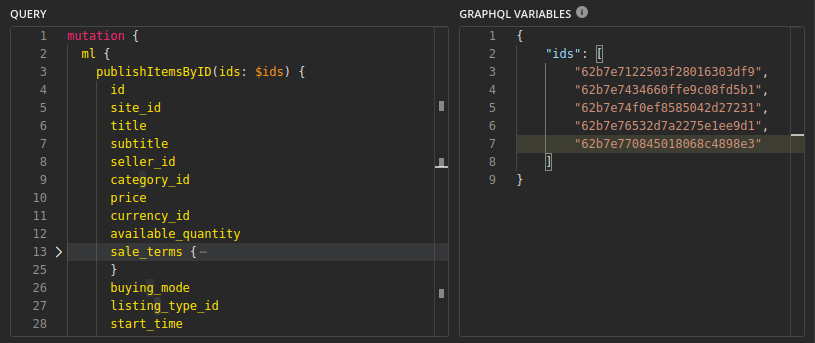 QUERY
1 mutation {
2 ml {
3 publishItemsByID(ids: $ids) {
4 id
5 site_id
6 title
7 subtitle
8 seller_id
9 category_id
10 price
11 currency_id
12 available_quantity
13 sale_terms {⋯
25 }
26 buying_mode
27 listing_type_id
28 start_time
GRAPHQL VARIABLES
1 {
2 "ids": [
3 "62b7e7122503f28016303df9",
4 "62b7e7434660ffe9c08fd5b1",
5 "62b7e74f0ef8585042d27231",
6 "62b7e76532d7a2275e1ee9d1",
7 "62b7e770845018068c4898e3"
8 ]
9 }